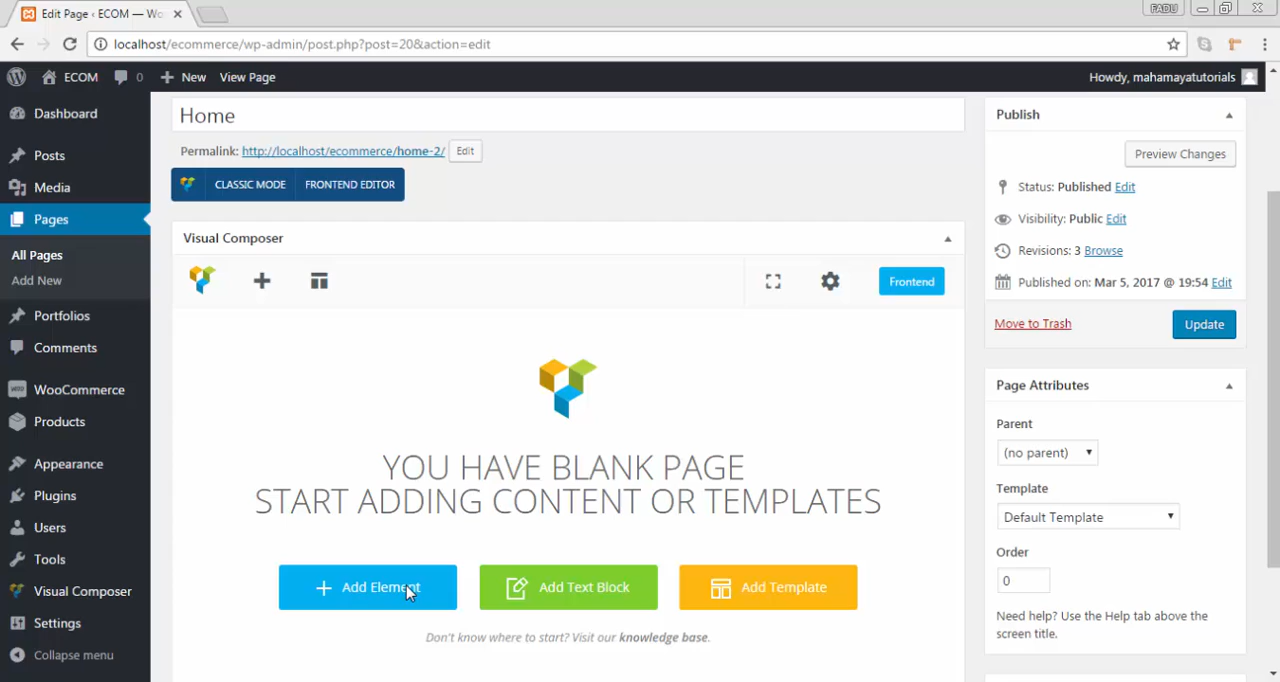 Edit Page ‹ ECOM — Wo
FADU
localhost/ecommerce/wp-admin/post.php?post=20&action=edit
ECOM 0 New View Page Howdy, mahamayatutorials
Dashboard
Posts
Media
Pages
All Pages
Add New
Portfolios
Comments
WooCommerce
Products
Appearance
Plugins
Users
Tools
Visual Composer
Settings
Collapse menu
Home
Permalink: http://localhost/ecommerce/home-2/ Edit
CLASSIC MODE FRONTEND EDITOR
Visual Composer
Frontend
YOU HAVE BLANK PAGE
START ADDING CONTENT OR TEMPLATES
Add Element Add Text Block Add Template
Don't know where to start? Visit our knowledge base.
Publish
Preview Changes
Status: Published Edit
Visibility: Public Edit
Revisions: 3 Browse
Published on: Mar 5, 2017 @ 19:54 Edit
Move to Trash Update
Page Attributes
Parent
(no parent)
Template
Default Template
Order
0
Need help? Use the Help tab above the
screen title.